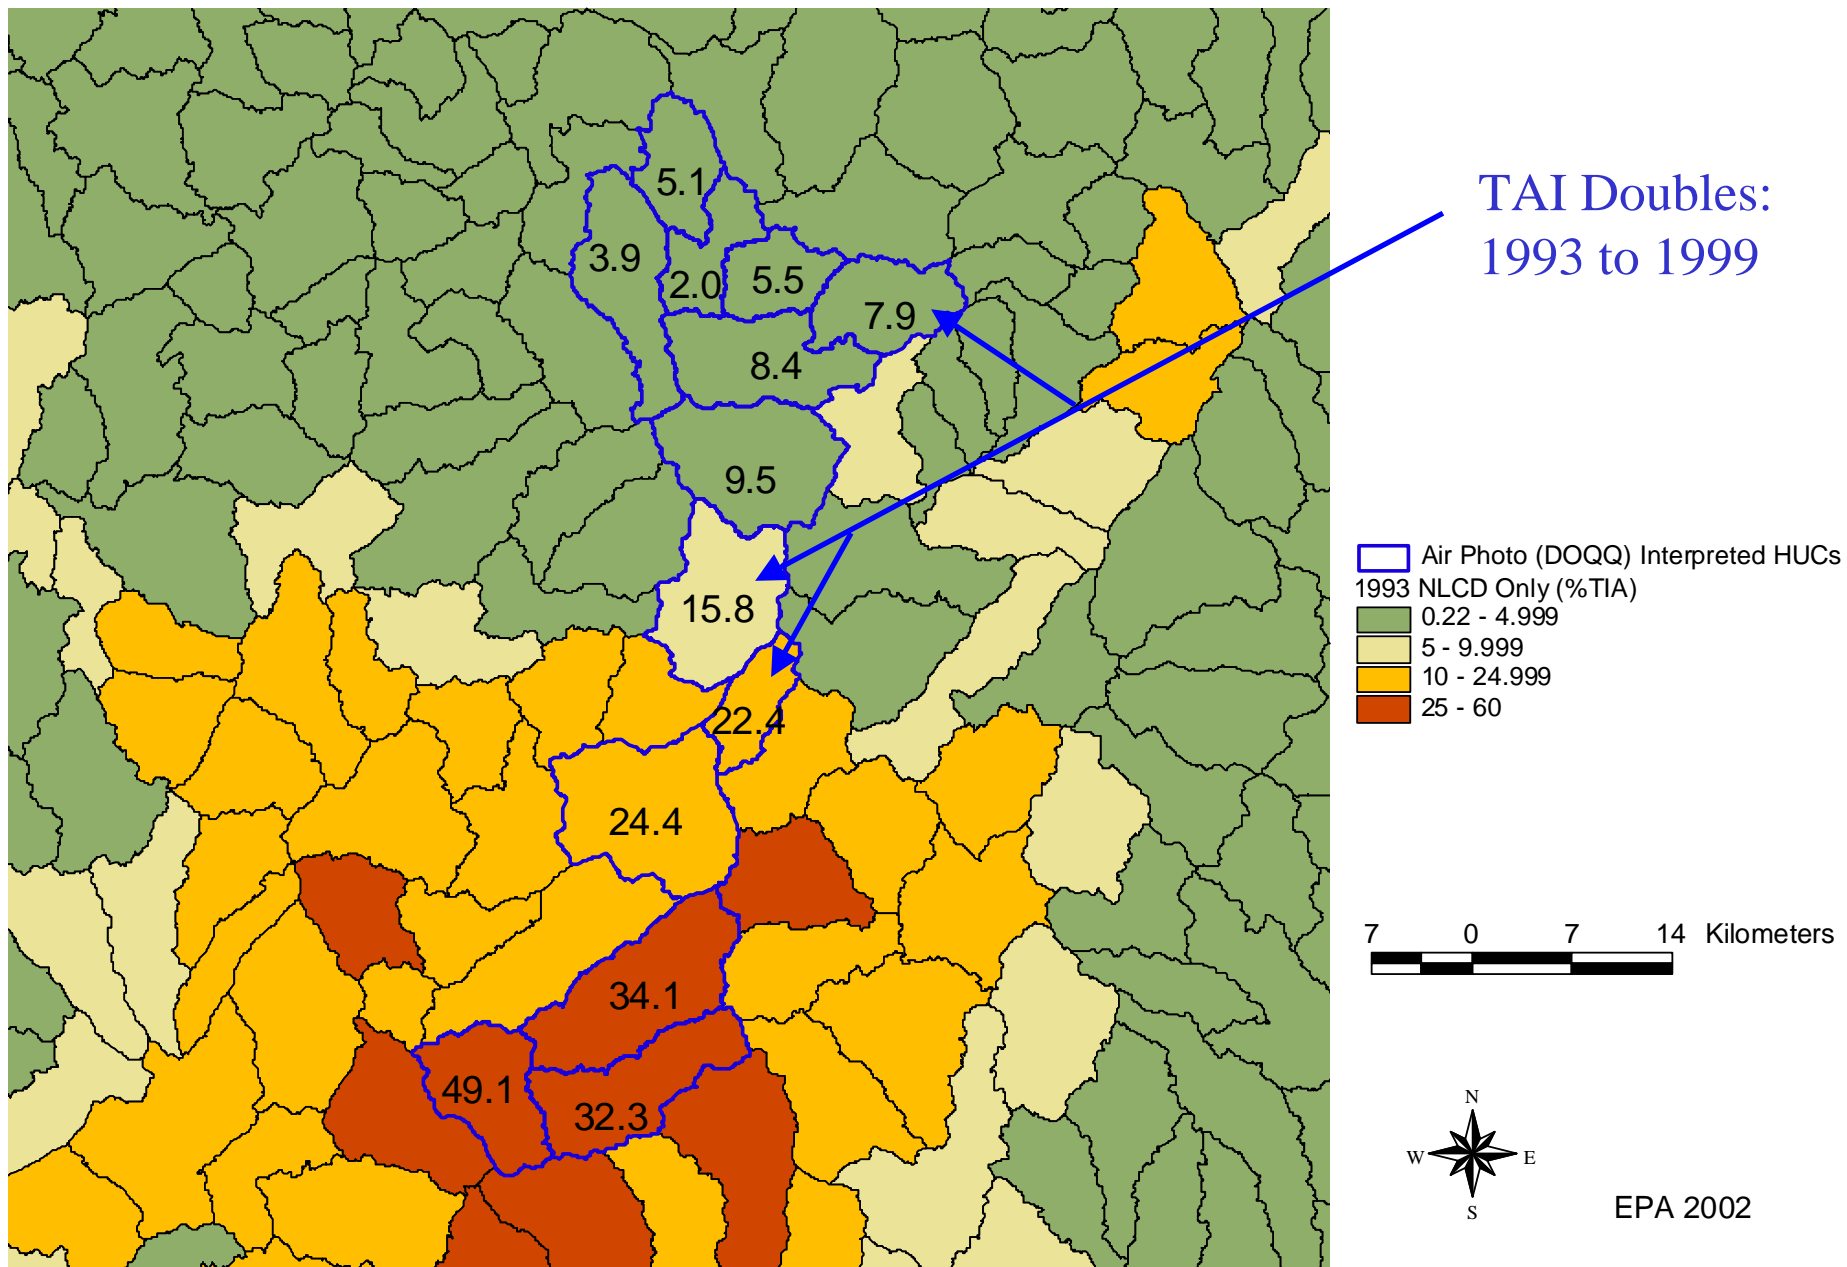 TAI Doubles:
1993 to 1999
5.1
3.9
2.0
5.5
7.9
8.4
9.5
15.8
22.4
24.4
34.1
49.1
32.3
Air Photo (DOQQ) Interpreted HUCs
1993 NLCD Only (%TIA)
0.22 - 4.999
5 - 9.999
10 - 24.999
25 - 60
7 0 7 14 Kilometers
N
W E
S
EPA 2002